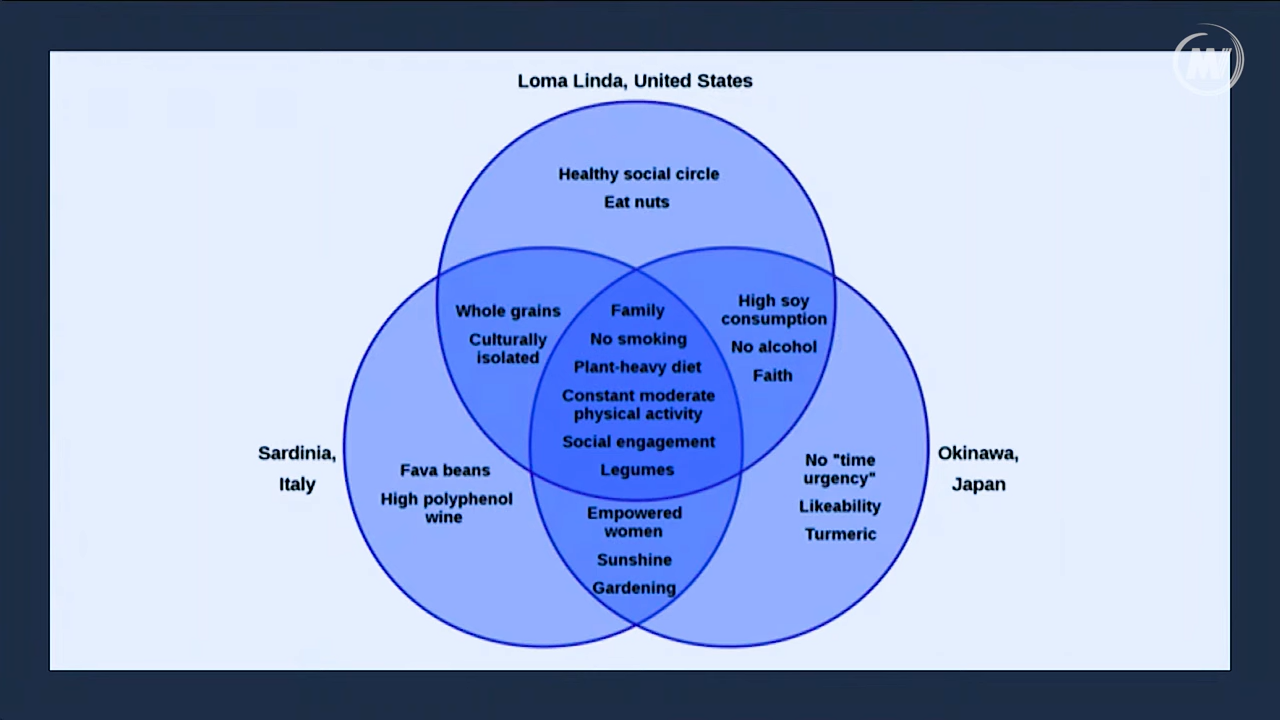 Loma Linda, United States
Healthy social circle
Eat nuts
Whole grains
Culturally
isolated
Family
No smoking
Plant-heavy diet
Constant moderate
physical activity
Social engagement
Legumes
High soy
consumption
No alcohol
Faith
Sardinia,
Italy
Fava beans
High polyphenol
wine
Empowered
women
Sunshine
Gardening
No "time
urgency"
Likeability
Turmeric
Okinawa,
Japan
M